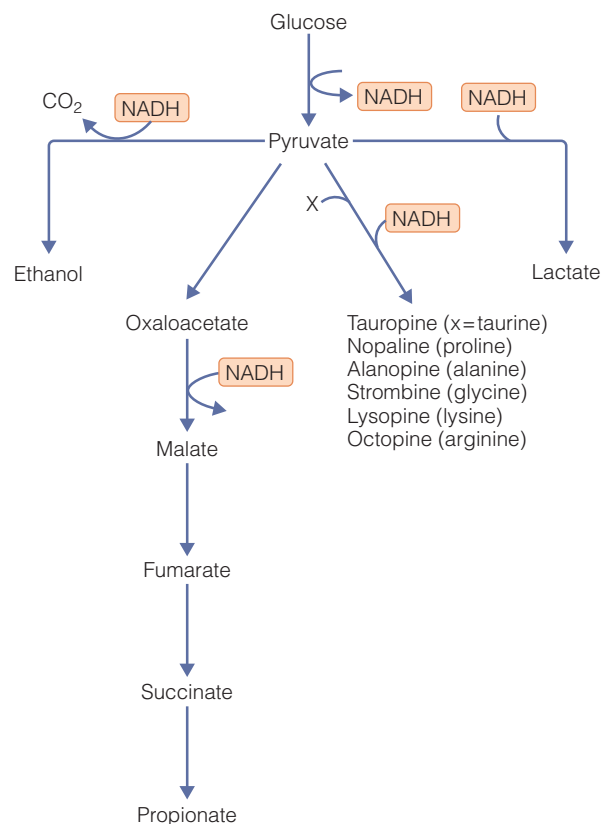 Glucose
NADH
CO2
NADH
NADH
Pyruvate
X
NADH
Ethanol
Lactate
Oxaloacetate
NADH
Malate
Fumarate
Succinate
Propionate
Tauropine (x=taurine)
Nopaline (proline)
Alanopine (alanine)
Strombine (glycine)
Lysopine (lysine)
Octopine (arginine)